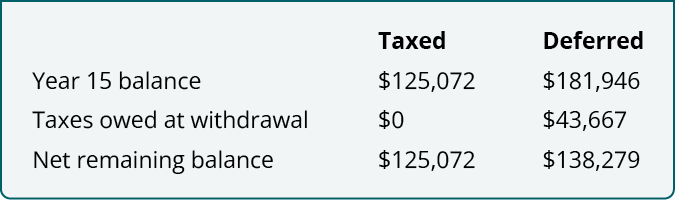 Taxed Deferred
Year 15 balance $125,072 $181,946
Taxes owed at withdrawal $0 $43,667
Net remaining balance $125,072 $138,279